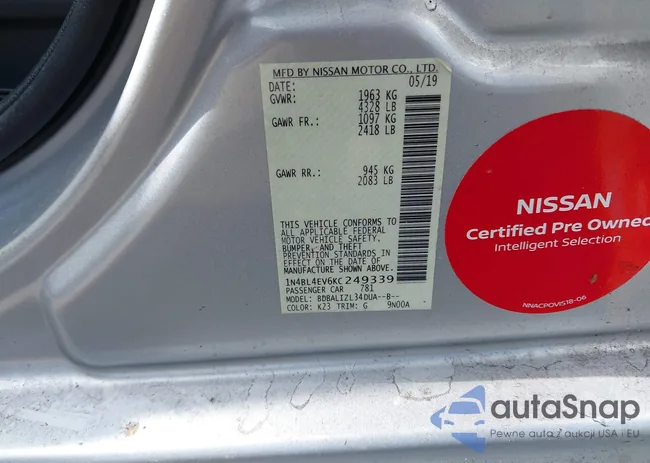 MFD BY NISSAN MOTOR CO., LTD.
DATE: 05/19
GVWR: 1963 KG
4328 LB
GAWR FR.: 1097 KG
2418 LB
GAWR RR.: 945 KG
2083 LB
THIS VEHICLE CONFORMS TO
ALL APPLICABLE FEDERAL
MOTOR VEHICLE SAFETY,
BUMPER, AND THEFT
PREVENTION STANDARDS IN
EFFECT ON THE DATE OF
MANUFACTURE SHOWN ABOVE.
1N4BL4EV6KC249339
PASSENGER CAR 781
MODEL: BDBALIZL34DUA--B--
COLOR: K23 TRIM: G 9N00A
NISSAN
Certified Pre Owned
Intelligent Selection
NNACPOVIS18-06
autaSnap
Pewne auta z aukcji USA i EU